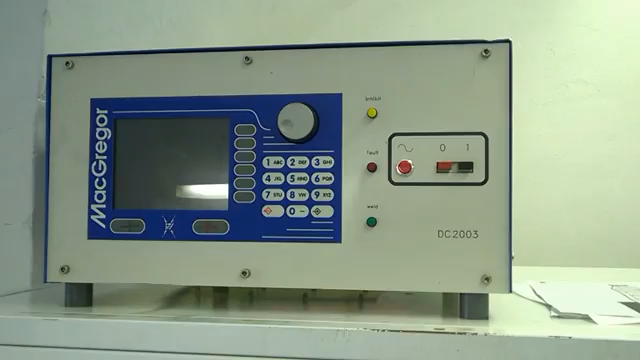 MacGregor
1 ABC 2 DEF 3 GHI
4 JKL 5 MNO 6 PQR
7 STU 8 VW 9 XYZ
0 -
Inhibit
fault
weld
0 1
DC2003